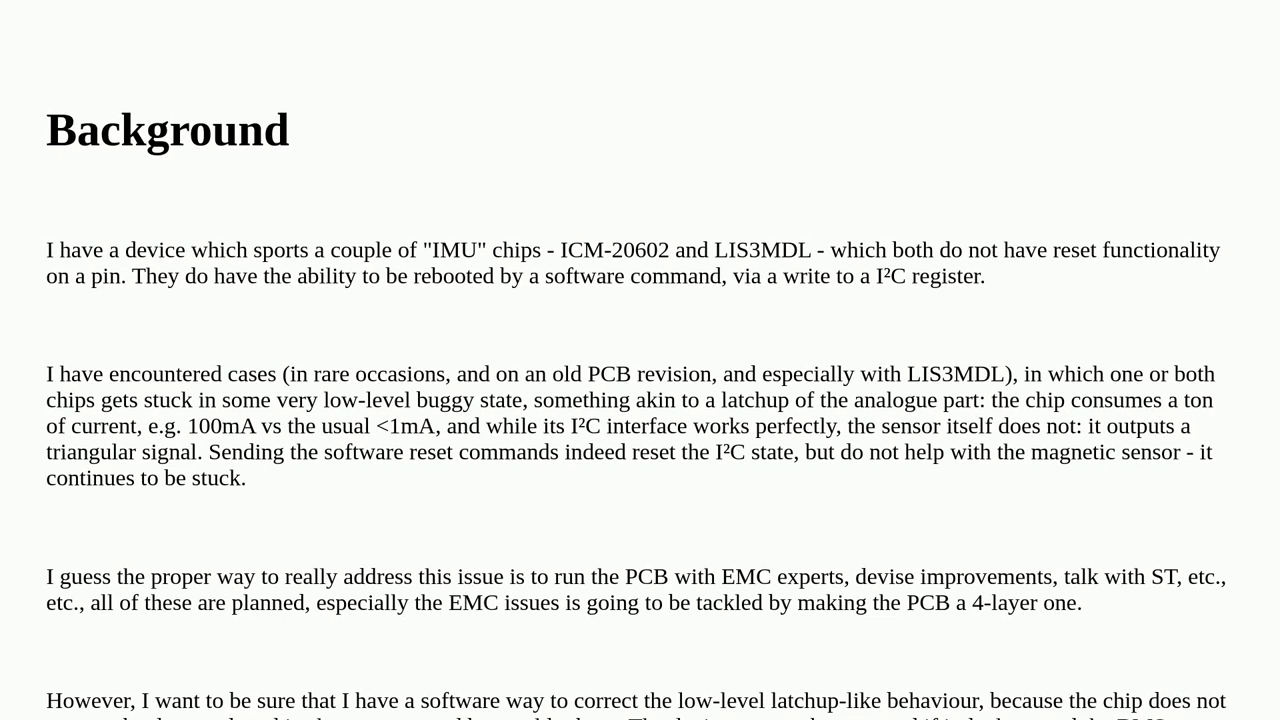 Background
I have a device which sports a couple of "IMU" chips - ICM-20602 and LIS3MDL - which both do not have reset functionality
on a pin. They do have the ability to be rebooted by a software command, via a write to a I²C register.
I have encountered cases (in rare occasions, and on an old PCB revision, and especially with LIS3MDL), in which one or both
chips gets stuck in some very low-level buggy state, something akin to a latchup of the analogue part: the chip consumes a ton
of current, e.g. 100mA vs the usual <1mA, and while its I²C interface works perfectly, the sensor itself does not: it outputs a
triangular signal. Sending the software reset commands indeed reset the I²C state, but do not help with the magnetic sensor - it
continues to be stuck.
I guess the proper way to really address this issue is to run the PCB with EMC experts, devise improvements, talk with ST, etc.,
etc., all of these are planned, especially the EMC issues is going to be tackled by making the PCB a 4-layer one.
However, I want to be sure that I have a software way to correct the low-level latchup-like behaviour, because the chip does not